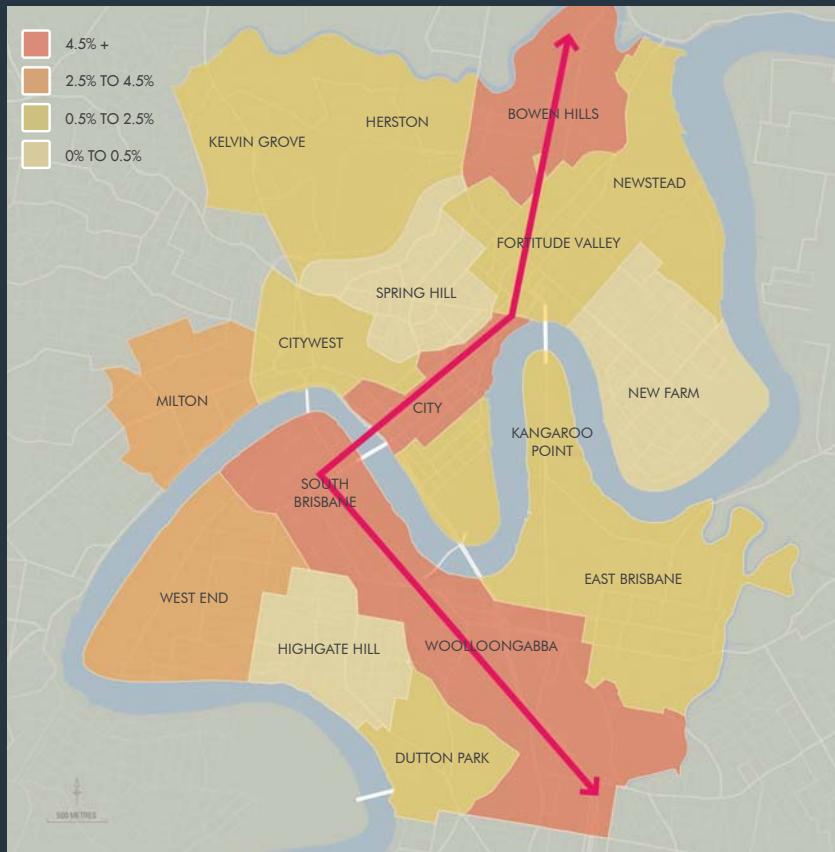 4.5% +
2.5% TO 4.5%
0.5% TO 2.5%
0% TO 0.5%
BOWEN HILLS
HERSTON
KELVIN GROVE
NEWSTEAD
FORTITUDE VALLEY
SPRING HILL
CITYWEST
MILTON
CITY
NEW FARM
KANGAROO
POINT
SOUTH
BRISBANE
EAST BRISBANE
WEST END
HIGHGATE HILL
WOOLLOONGABBA
DUTTON PARK
500 METRES